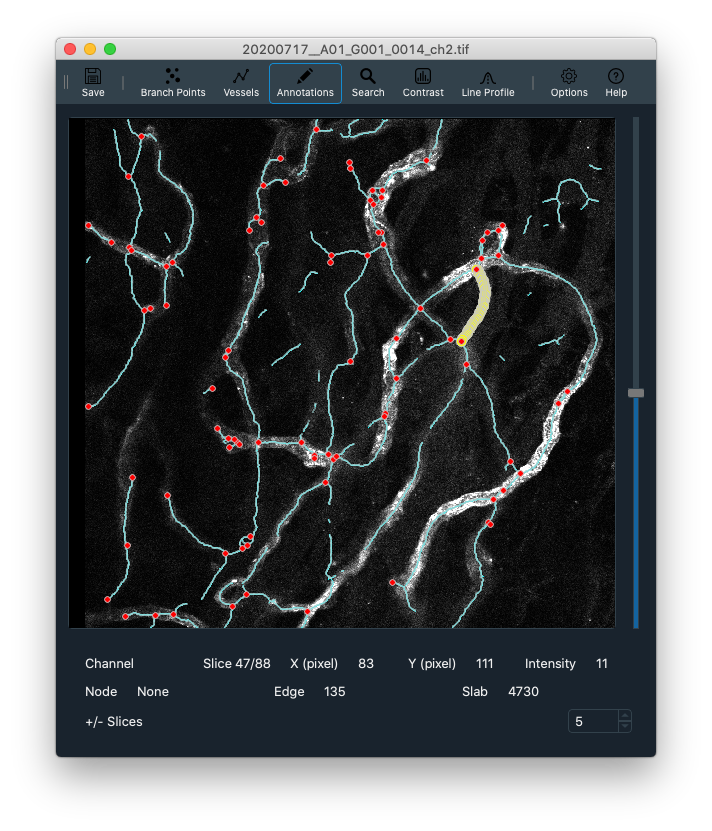 20200717__A01_G001_0014_ch2.tif
Save Branch Points Vessels Annotations Search Contrast Line Profile Options Help
Channel Slice 47/88 X (pixel) 83 Y (pixel) 111 Intensity 11
Node None Edge 135 Slab 4730
+/- Slices 5